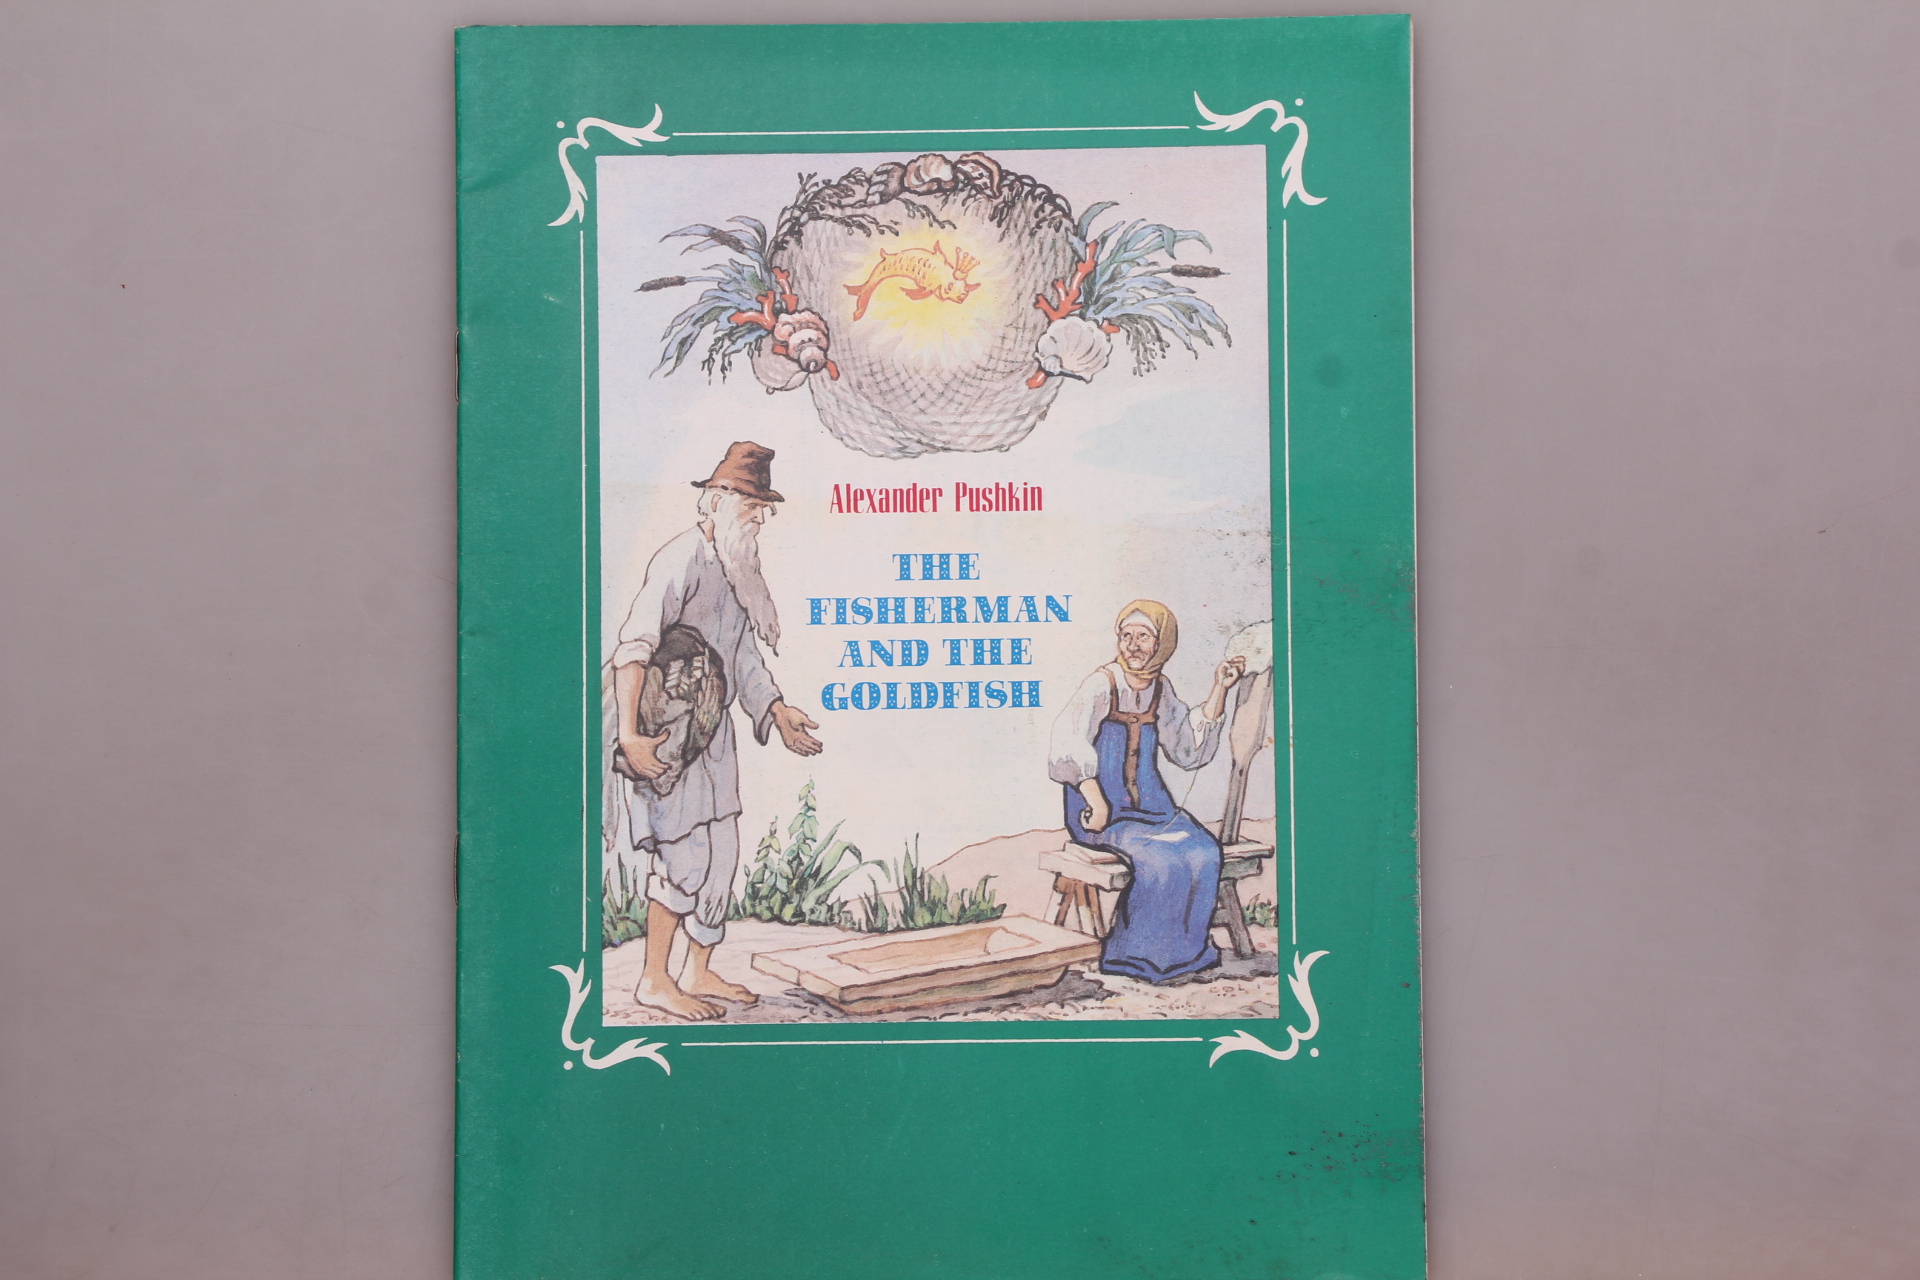 Alexander Pushkin
THE
FISHERMAN
AND THE
GOLDFISH